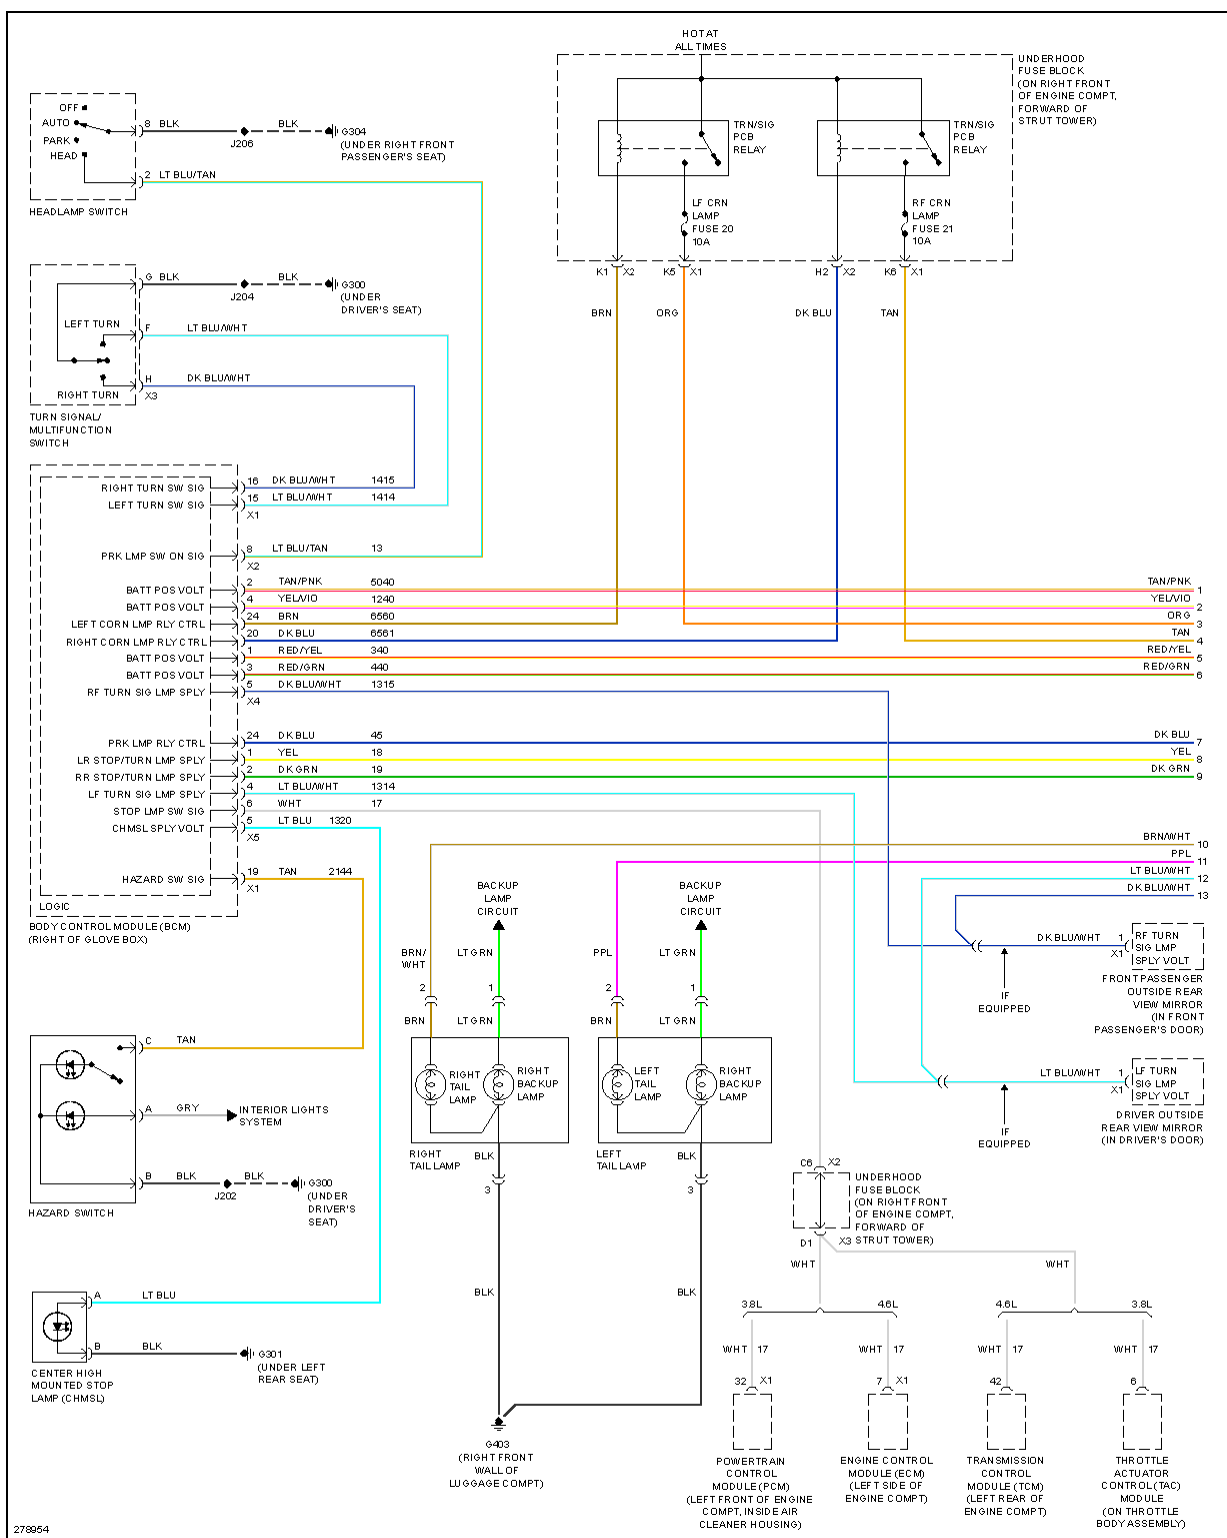 HOT AT
ALL TIMES
UNDERHOOD
FUSE BLOCK
(ON RIGHT FRONT
OF ENGINE COMPT,
FORWARD OF
STRUT TOWER)
TRN/SIG
PCB
RELAY
TRN/SIG
PCB
RELAY
LF CRN
LAMP
FUSE 20
10A
RF CRN
LAMP
FUSE 21
10A
K1 X2 K5 X1 H2 X2 K6 X1
BRN ORG DK BLU TAN
OFF
AUTO
PARK
HEAD
8 BLK BLK
J206
G304
(UNDER RIGHT FRONT
PASSENGER'S SEAT)
2 LT BLU/TAN
HEADLAMP SWITCH
G BLK BLK
J204
G300
(UNDER
DRIVER'S SEAT)
LEFT TURN
F LT BLU/WHT
H DK BLU/WHT
X3
RIGHT TURN
TURN SIGNAL/
MULTIFUNCTION
SWITCH
RIGHT TURN SW SIG 16 DK BLU/WHT 1415
LEFT TURN SW SIG 15 LT BLU/WHT 1414
X1
PRK LMP SW ON SIG 8 LT BLU/TAN 13
X2
BATT POS VOLT 2 TAN/PNK 5040 TAN/PNK 1
BATT POS VOLT 4 YEL/VIO 1240 YEL/VIO 2
LEFT CORN LMP RLY CTRL 24 BRN 6560 ORG 3
RIGHT CORN LMP RLY CTRL 20 DK BLU 6561 TAN 4
BATT POS VOLT 1 RED/YEL 340 RED/YEL 5
BATT POS VOLT 3 RED/GRN 440 RED/GRN 6
RF TURN SIG LMP SPLY 5 DK BLU/WHT 1315
X4
PRK LMP RLY CTRL 24 DK BLU 45 DK BLU 7
LR STOP/TURN LMP SPLY 1 YEL 18 YEL 8
RR STOP/TURN LMP SPLY 2 DK GRN 19 DK GRN 9
LF TURN SIG LMP SPLY 4 LT BLU/WHT 1314
STOP LMP SW SIG 6 WHT 17
CHMSL SPLY VOLT 5 LT BLU 1320
X5
HAZARD SW SIG 19 TAN 2144
X1
LOGIC
BODY CONTROL MODULE (BCM)
(RIGHT OF GLOVE BOX)
BRN/WHT 10
PPL 11
LT BLU/WHT 12
DK BLU/WHT 13
BACKUP
LAMP
CIRCUIT
BACKUP
LAMP
CIRCUIT
BRN/
WHT
LT GRN
PPL
LT GRN
2 1 2 1
BRN LT GRN BRN LT GRN
RIGHT
TAIL
LAMP
RIGHT
BACKUP
LAMP
LEFT
TAIL
LAMP
RIGHT
BACKUP
LAMP
RIGHT
TAIL LAMP
BLK
LEFT
TAIL LAMP
BLK
3 3
BLK BLK
G403
(RIGHT FRONT
WALL OF
LUGGAGE COMPT)
DK BLU/WHT 1
X1
RF TURN
SIG LMP
SPLY VOLT
IF
EQUIPPED
FRONT PASSENGER
OUTSIDE REAR
VIEW MIRROR
(IN FRONT
PASSENGER'S DOOR)
LT BLU/WHT 1
X1
LF TURN
SIG LMP
SPLY VOLT
IF
EQUIPPED
DRIVER OUTSIDE
REAR VIEW MIRROR
(IN DRIVER'S DOOR)
C TAN
A GRY
INTERIOR LIGHTS
SYSTEM
B BLK BLK
J202
G300
(UNDER
DRIVER'S
SEAT)
HAZARD SWITCH
A LT BLU
B BLK
G301
(UNDER LEFT
REAR SEAT)
CENTER HIGH
MOUNTED STOP
LAMP (CHMSL)
C6 X2
UNDERHOOD
FUSE BLOCK
(ON RIGHT FRONT
OF ENGINE COMPT,
FORWARD OF
STRUT TOWER)
D1 X3
WHT WHT
3.8L 4.6L 4.6L 3.8L
WHT 17 WHT 17 WHT 17 WHT 17
32 X1 7 X1 42 6
POWERTRAIN
CONTROL
MODULE (PCM)
(LEFT FRONT OF ENGINE
COMPT, INSIDE AIR
CLEANER HOUSING)
ENGINE CONTROL
MODULE (ECM)
(LEFT SIDE OF
ENGINE COMPT)
TRANSMISSION
CONTROL
MODULE (TCM)
(LEFT REAR OF
ENGINE COMPT)
THROTTLE
ACTUATOR
CONTROL (TAC)
MODULE
(ON THROTTLE
BODY ASSEMBLY)
278954